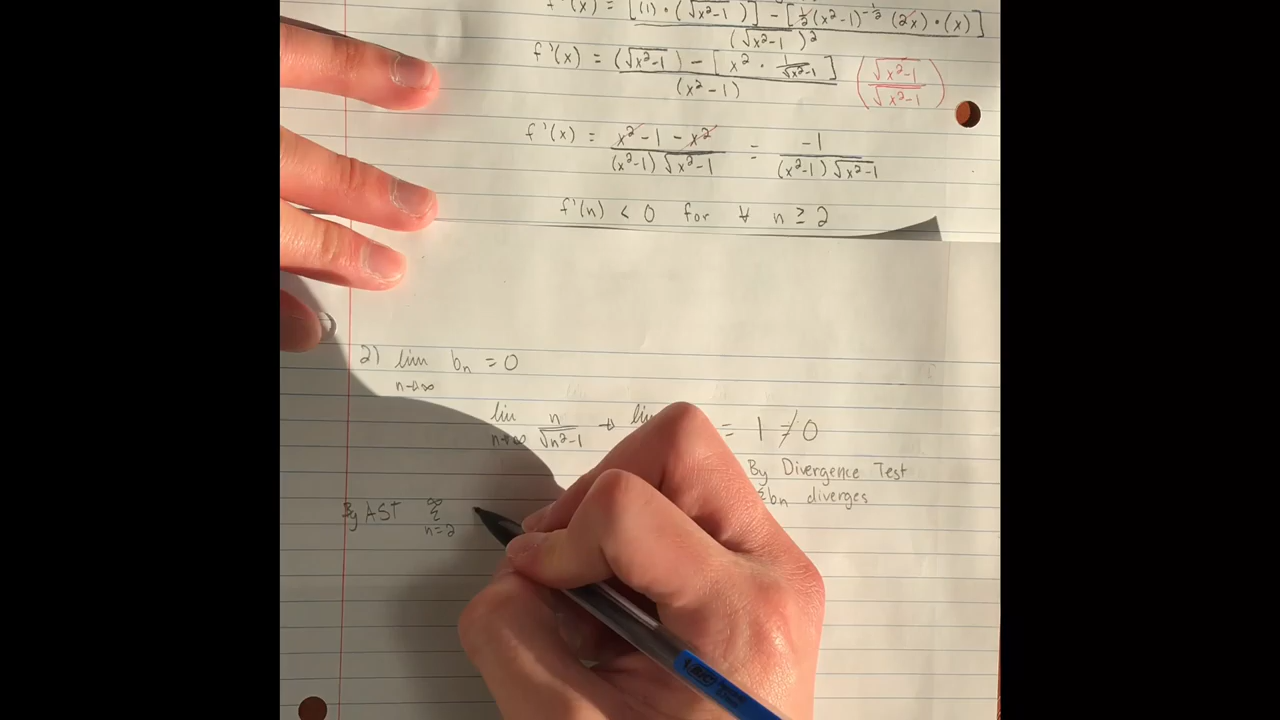 f'(x) = [(1)·(√x²-1)] - [½(x²-1)^-½ (2x)·(x)] / (√x²-1)²
f'(x) = (√x²-1) - [x² · 1/√x²-1] / (x²-1) (√x²-1 / √x²-1)
f'(x) = x²-1-x² / (x²-1)√x²-1 = -1 / (x²-1)√x²-1
f'(n) < 0 for ∀ n ≥ 2
2) lim n→∞ bn = 0
lim n→∞ n/√n²-1 → lim = 1 ≠ 0
By Divergence Test
Σbn diverges
By AST ∞ Σ n=2
BIC